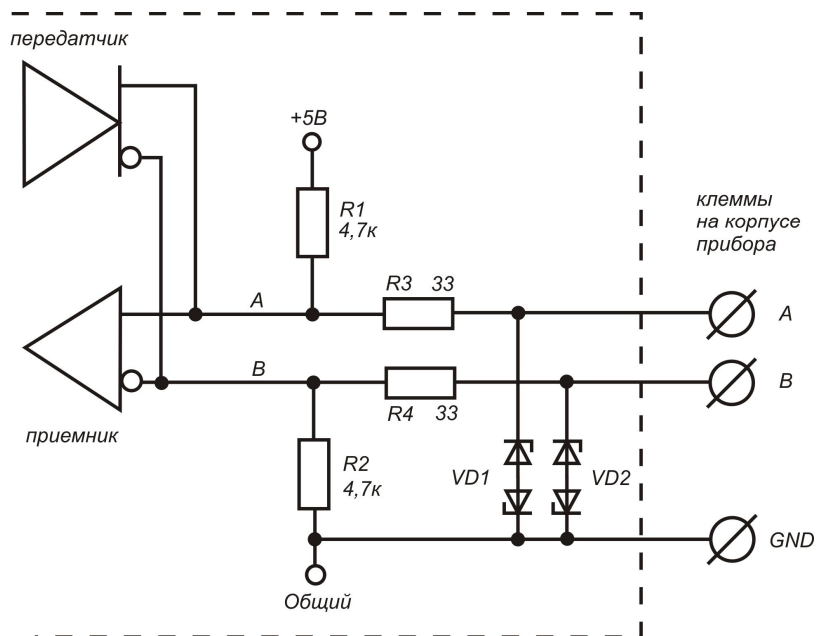 передатчик
+5В
R1
4,7к
клеммы
на корпусе
прибора
A
R3 33
A
B
R4 33
B
приемник
R2
4,7к
VD1
VD2
GND
Общий